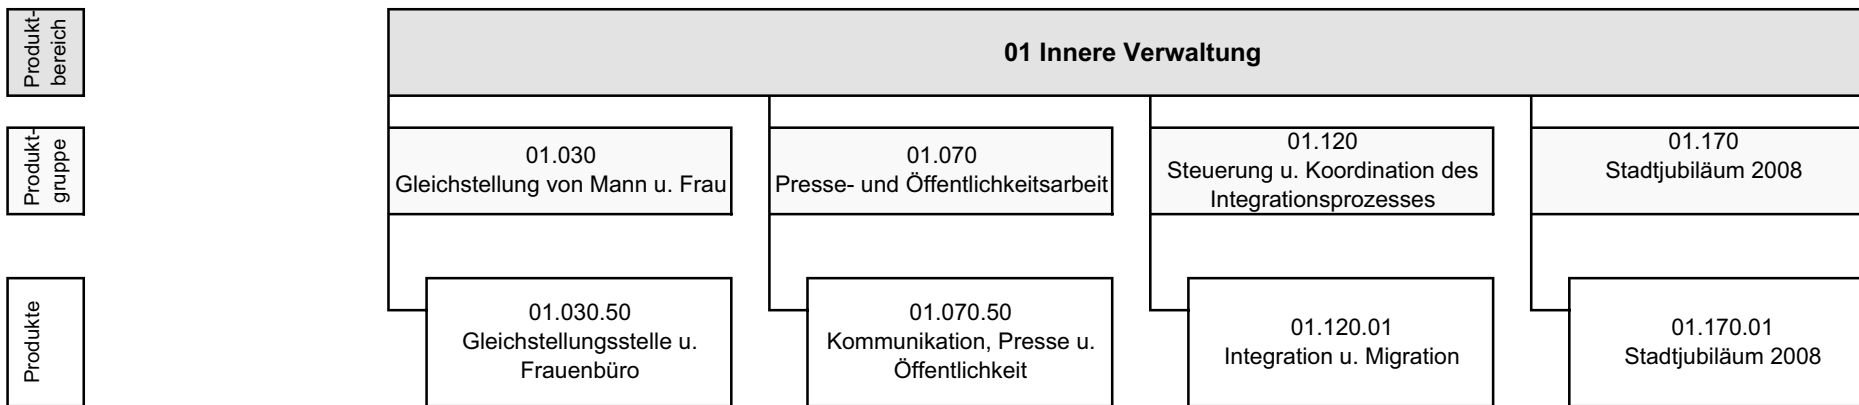 Produkt-
bereich
01 Innere Verwaltung
Produkt-
gruppe
01.030
Gleichstellung von Mann u. Frau
01.070
Presse- und Öffentlichkeitsarbeit
01.120
Steuerung u. Koordination des
Integrationsprozesses
01.170
Stadtjubiläum 2008
Produkte
01.030.50
Gleichstellungsstelle u.
Frauenbüro
01.070.50
Kommunikation, Presse u.
Öffentlichkeit
01.120.01
Integration u. Migration
01.170.01
Stadtjubiläum 2008